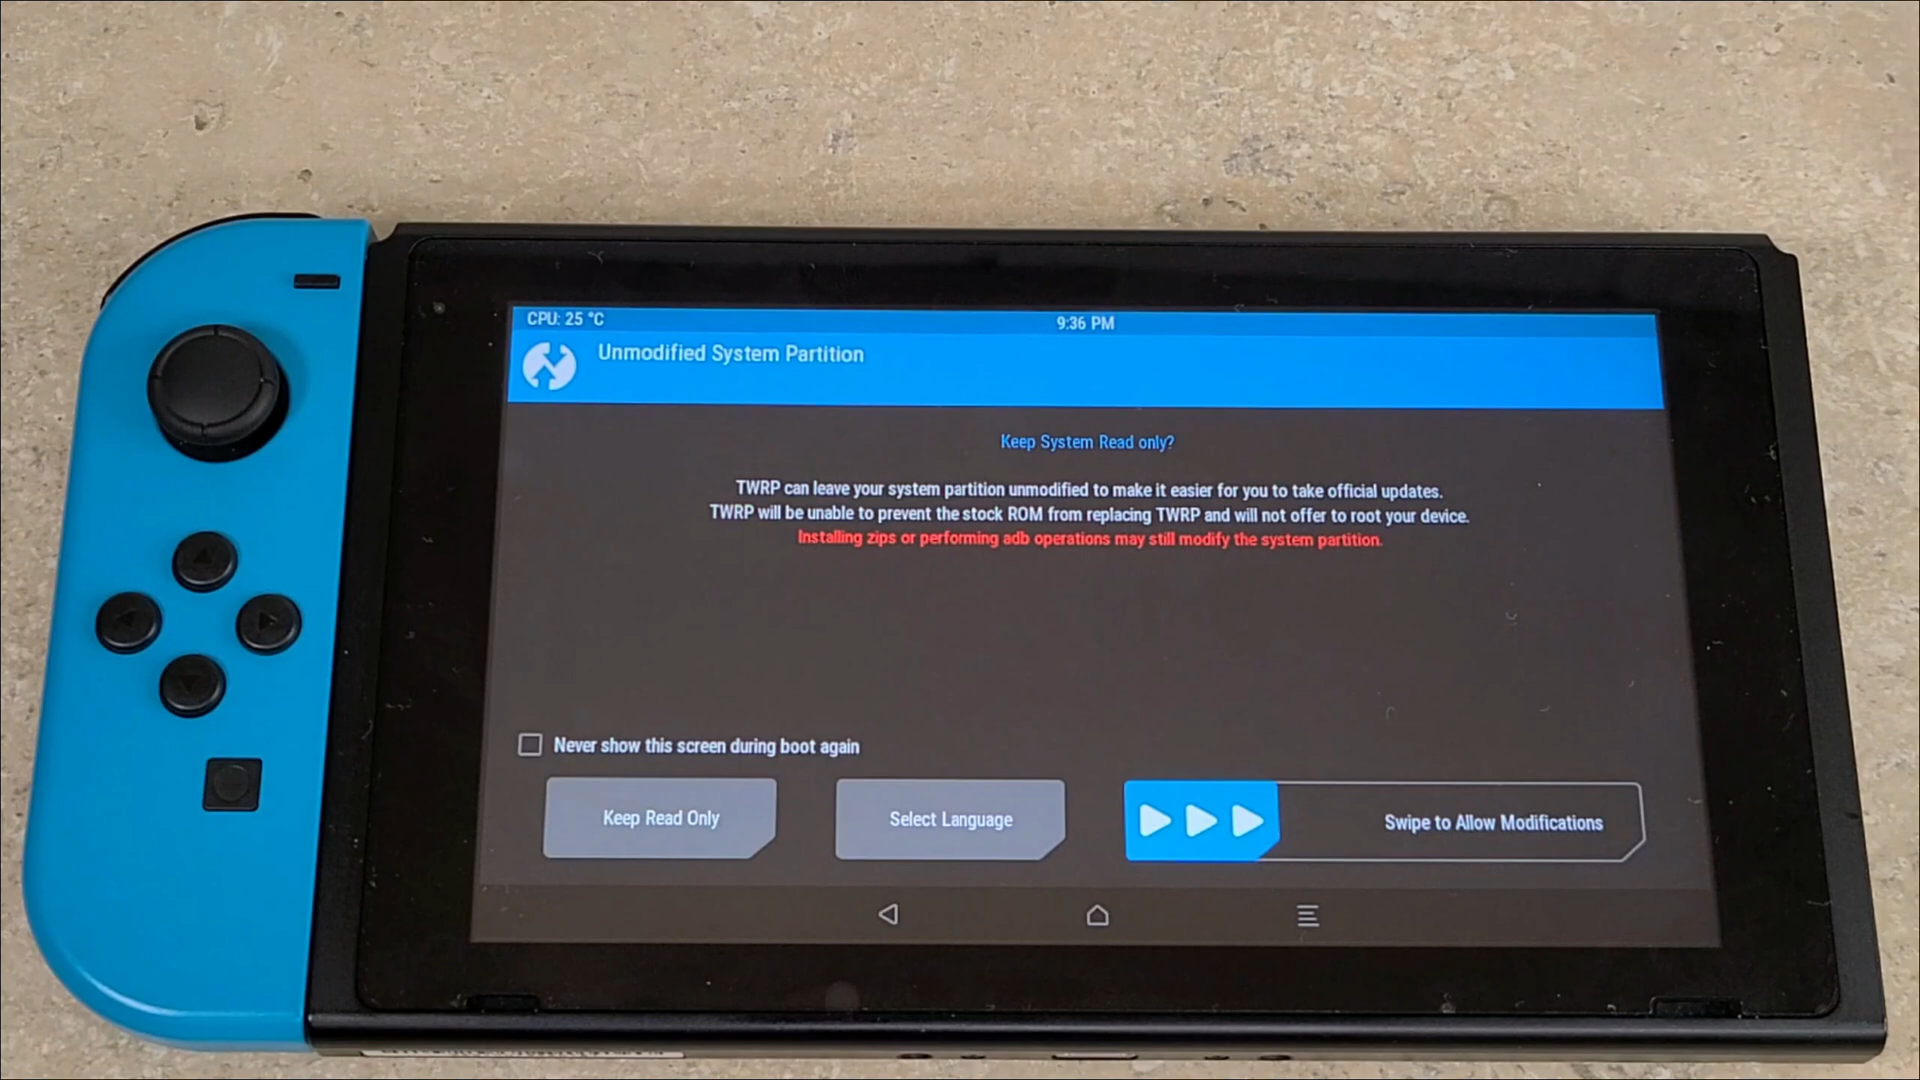 CPU: 25 °C
9:36 PM
Unmodified System Partition
Keep System Read only?
TWRP can leave your system partition unmodified to make it easier for you to take official updates.
TWRP will be unable to prevent the stock ROM from replacing TWRP and will not offer to root your device.
Installing zips or performing adb operations may still modify the system partition.
Never show this screen during boot again
Keep Read Only
Select Language
Swipe to Allow Modifications